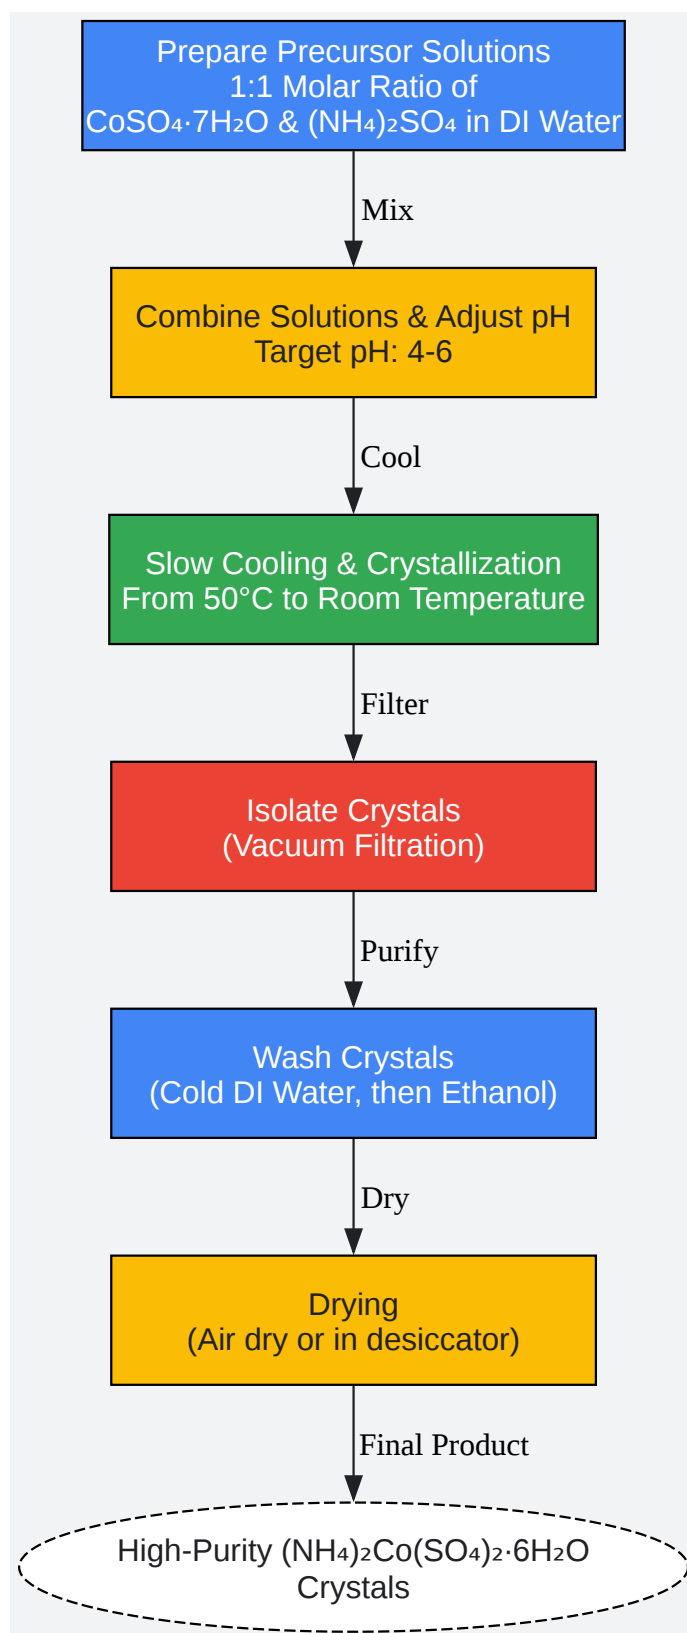 Prepare Precursor Solutions
1:1 Molar Ratio of
CoSO₄·7H₂O & (NH₄)₂SO₄ in DI Water
Mix
Combine Solutions & Adjust pH
Target pH: 4-6
Cool
Slow Cooling & Crystallization
From 50°C to Room Temperature
Filter
Isolate Crystals
(Vacuum Filtration)
Purify
Wash Crystals
(Cold DI Water, then Ethanol)
Dry
Drying
(Air dry or in desiccator)
Final Product
High-Purity (NH₄)₂Co(SO₄)₂·6H₂O
Crystals